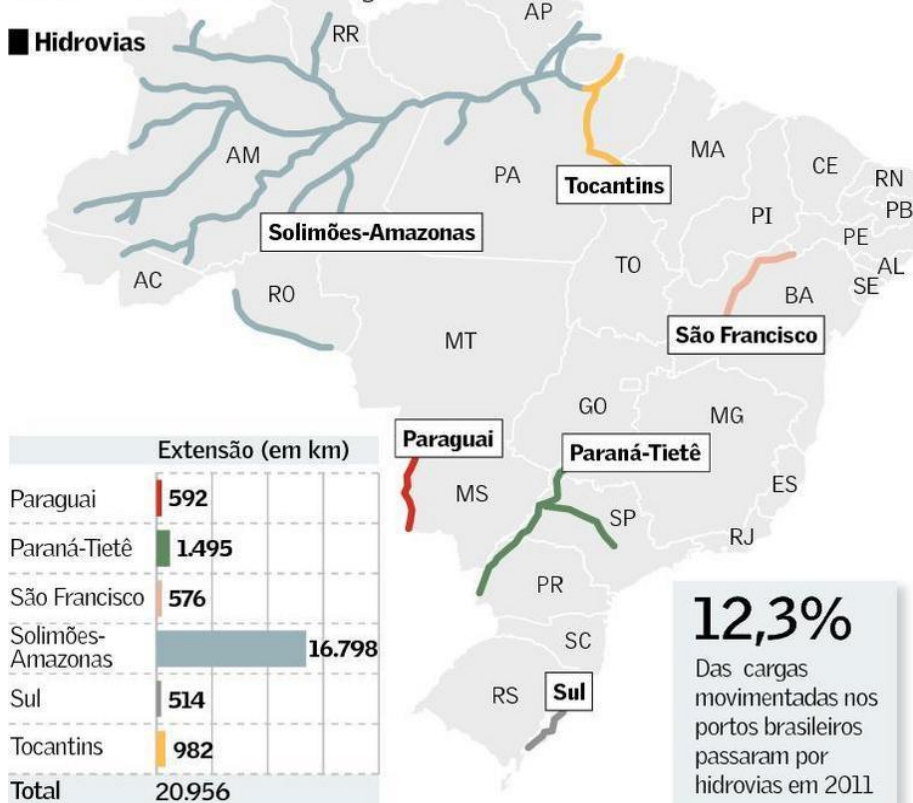 Hidrovias
RR
AP
AM
PA
MA
CE
RN
PB
PI
PE
AL
SE
Tocantins
Solimões-Amazonas
AC
RO
TO
BA
MT
São Francisco
GO
MG
Paraguai
Paraná-Tietê
MS
ES
SP
RJ
PR
SC
RS
Sul
Extensão (em km)
Paraguai 592
Paraná-Tietê 1.495
São Francisco 576
Solimões-
Amazonas 16.798
Sul 514
Tocantins 982
Total 20.956
12,3%
Das cargas
movimentadas nos
portos brasileiros
passaram por
hidrovias em 2011